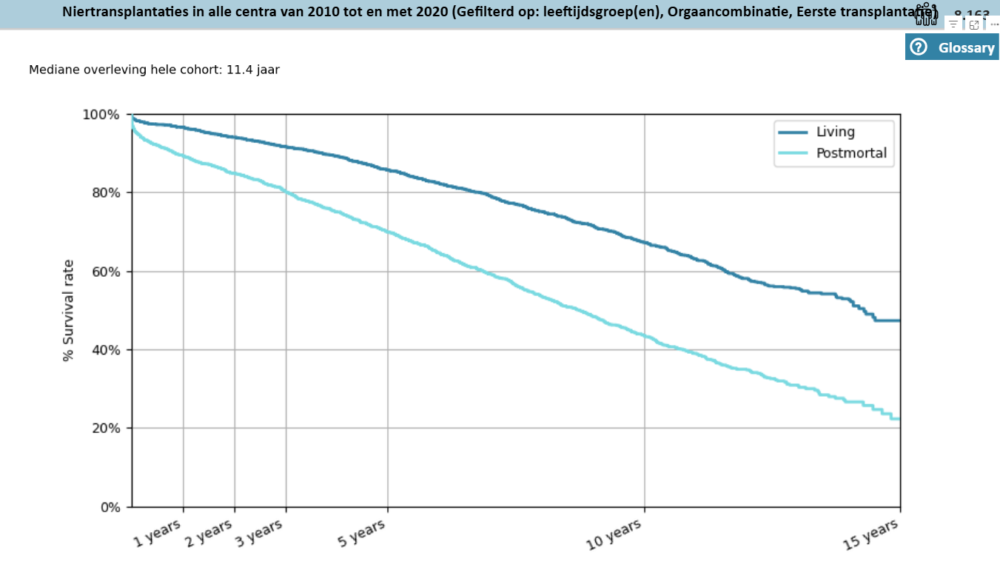 Niertransplantaties in alle centra van 2010 tot en met 2020 (Gefilterd op: leeftijdsgroep(en), Orgaancombinatie, Eerste transplantatie)
8.163
Glossary
Mediane overleving hele cohort: 11.4 jaar
Living
Postmortal
% Survival rate
100%
80%
60%
40%
20%
0%
1 years
2 years
3 years
5 years
10 years
15 years